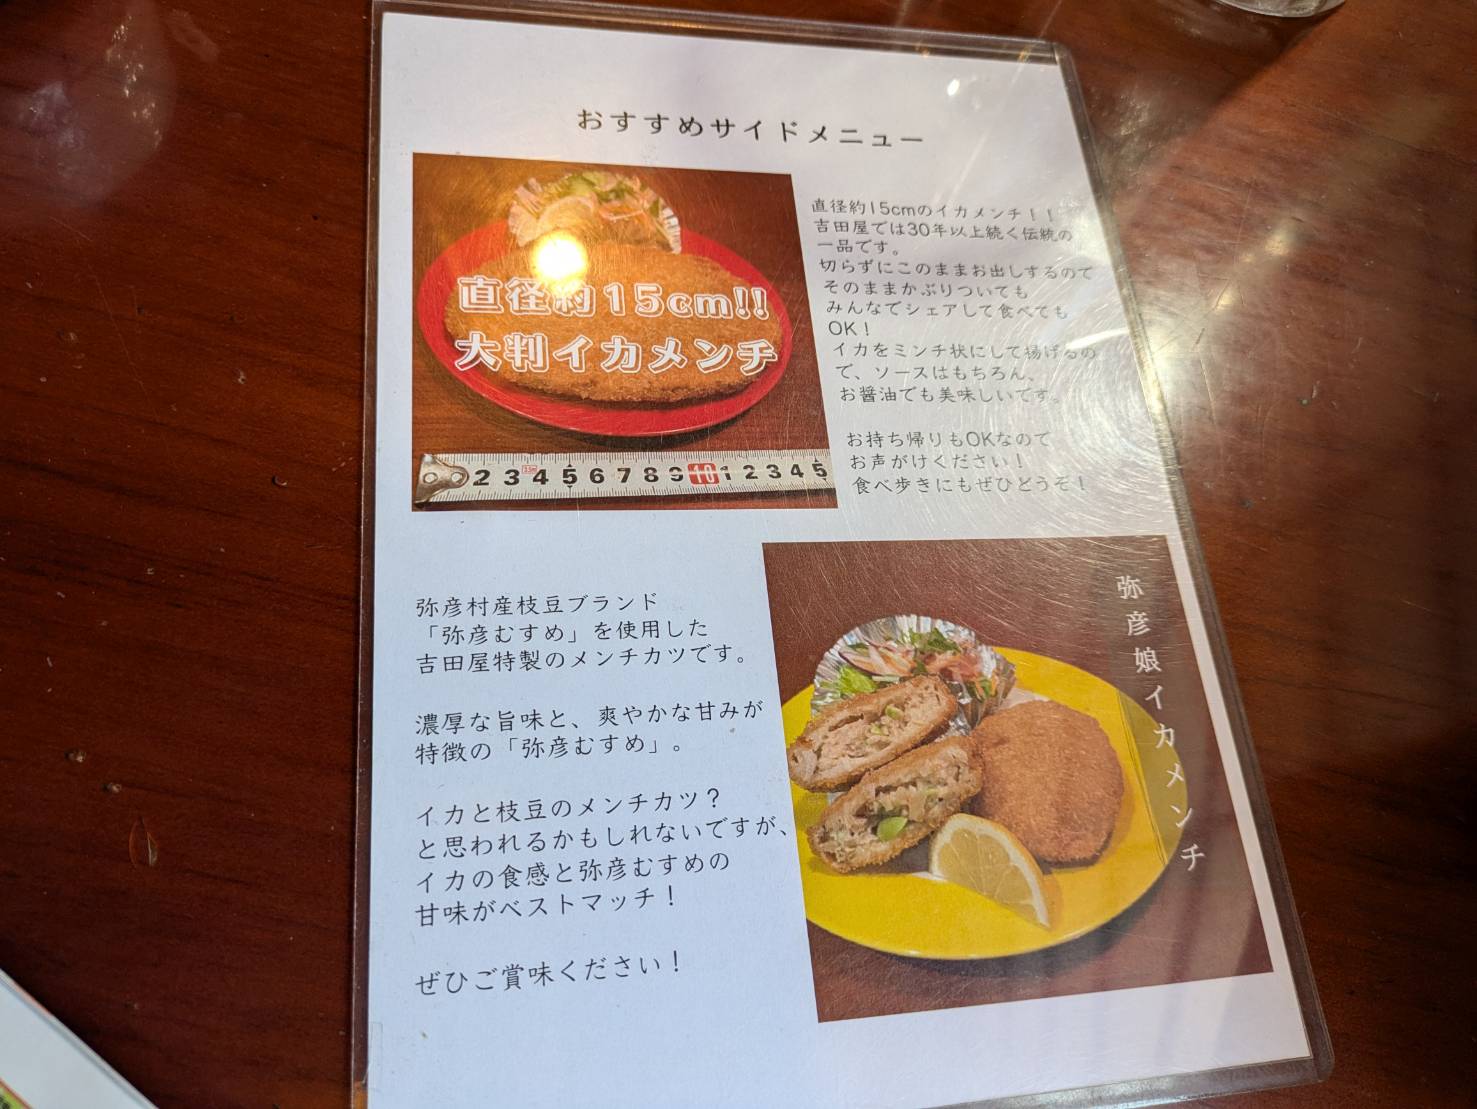 おすすめサイドメニュー
直径約15cm!!
大判イカメンチ
2 3 4 5 6 7 8 9 10 1 2 3 4 5
直径約15cmのイカメンチ！！
吉田屋では30年以上続く伝統の
一品です。
切らずにこのままお出しするので
そのままかぶりついても
みんなでシェアして食べても
OK！
イカをミンチ状にして揚げるの
で、ソースはもちろん、
お醤油でも美味しいです。
お持ち帰りもOKなので
お声がけください！
食べ歩きにもぜひどうぞ！
弥彦村産枝豆ブランド
「弥彦むすめ」を使用した
吉田屋特製のメンチカツです。
濃厚な旨味と、爽やかな甘みが
特徴の「弥彦むすめ」。
イカと枝豆のメンチカツ？
と思われるかもしれないですが、
イカの食感と弥彦むすめの
甘味がベストマッチ！
ぜひご賞味ください！
弥彦娘イカメンチ